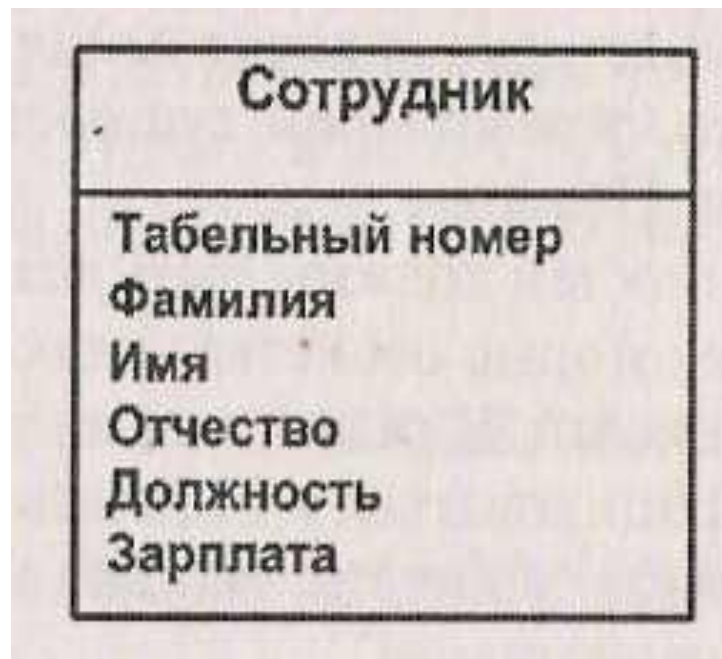 Сотрудник
Табельный номер
Фамилия
Имя
Отчество
Должность
Зарплата